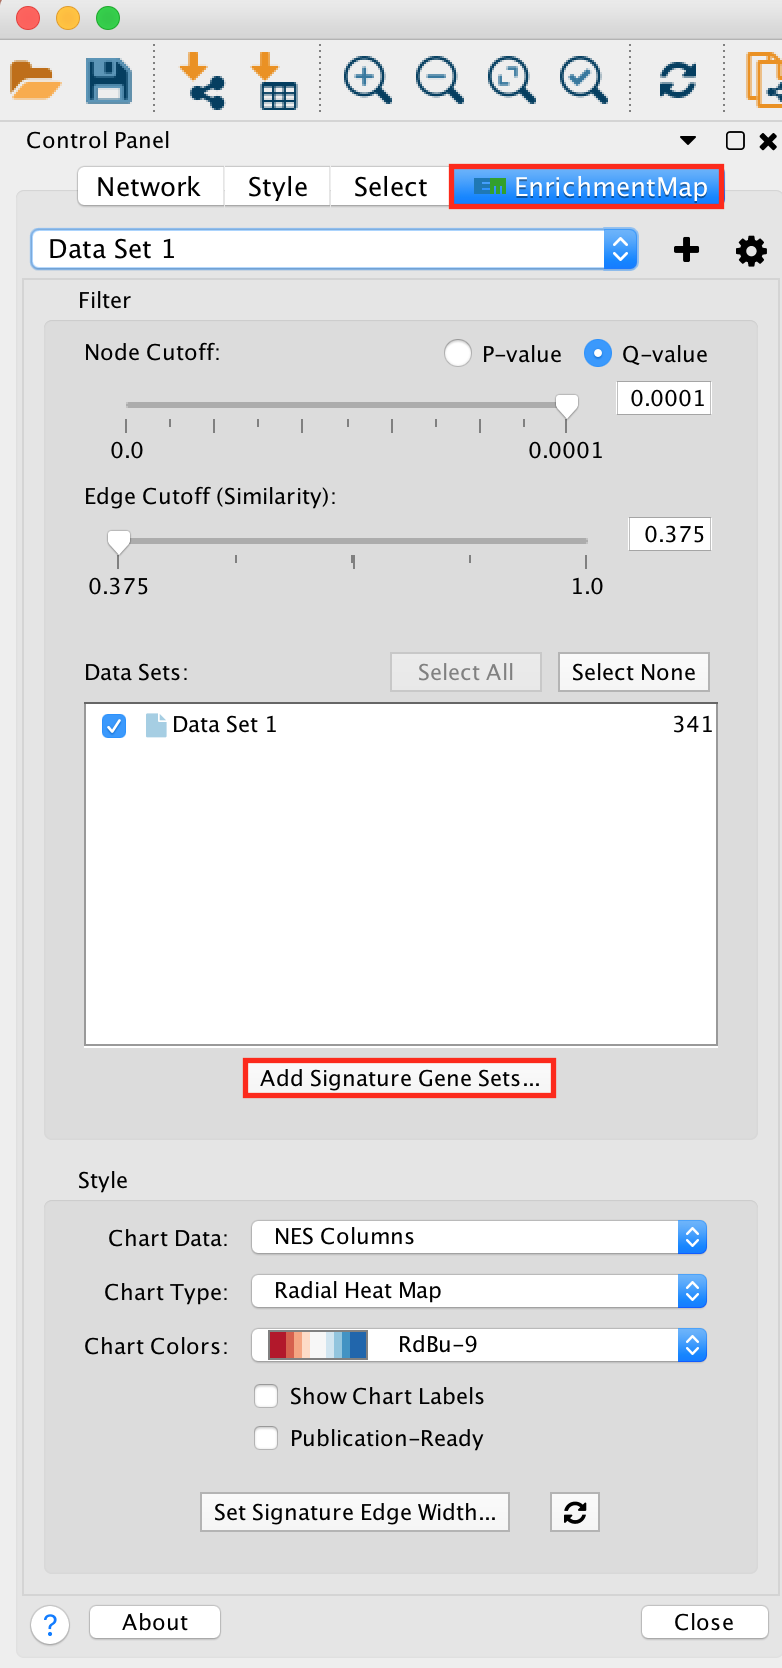 Control Panel
Network Style Select EM EnrichmentMap
Data Set 1
Filter
Node Cutoff: P-value Q-value
0.0001
0.0 0.0001
Edge Cutoff (Similarity):
0.375
0.375 1.0
Data Sets: Select All Select None
Data Set 1 341
Add Signature Gene Sets...
Style
Chart Data: NES Columns
Chart Type: Radial Heat Map
Chart Colors: RdBu-9
Show Chart Labels
Publication-Ready
Set Signature Edge Width...
? About Close